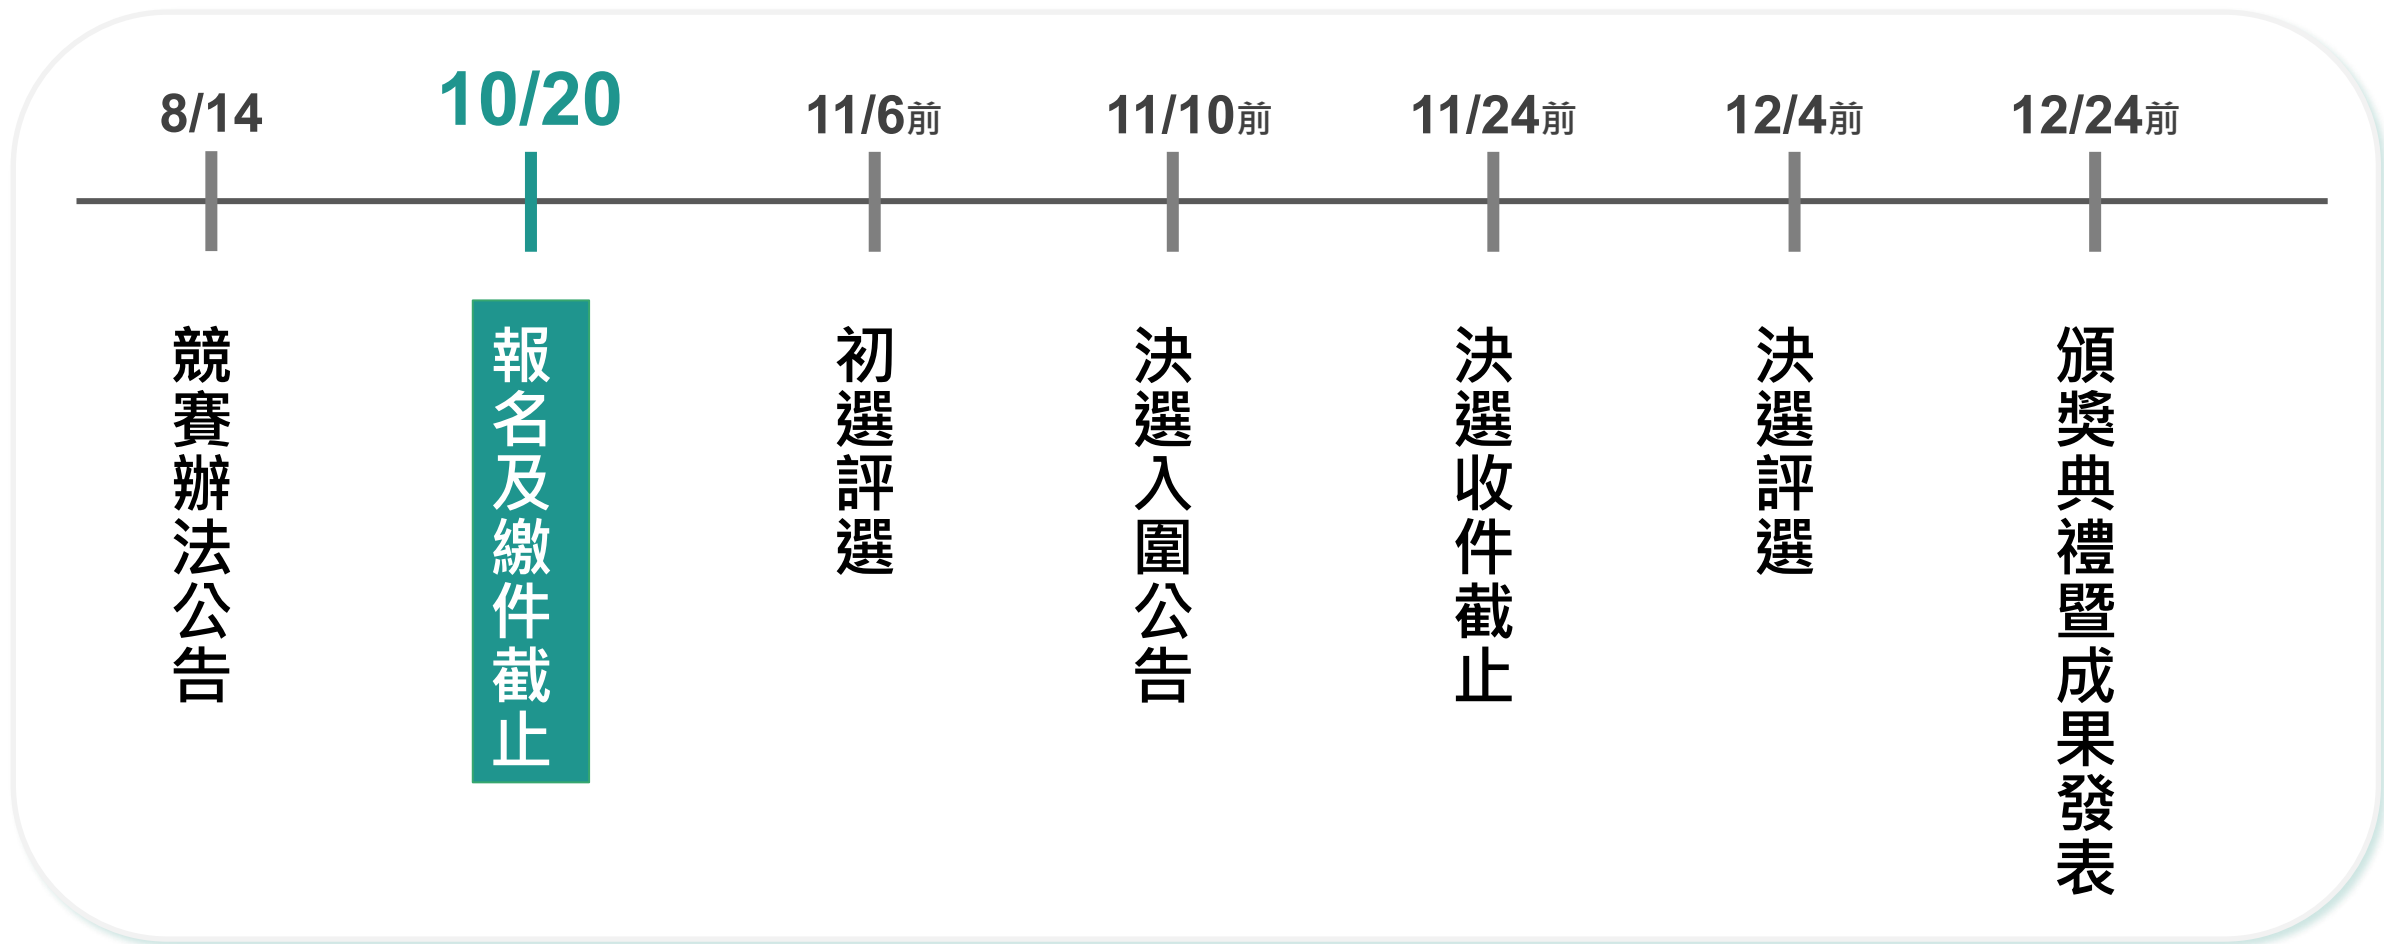 8/14
10/20
11/6前
11/10前
11/24前
12/4前
12/24前
競賽辦法公告
報名及繳件截止
初選評選
決選入圍公告
決選收件截止
決選評選
頒獎典禮暨成果發表